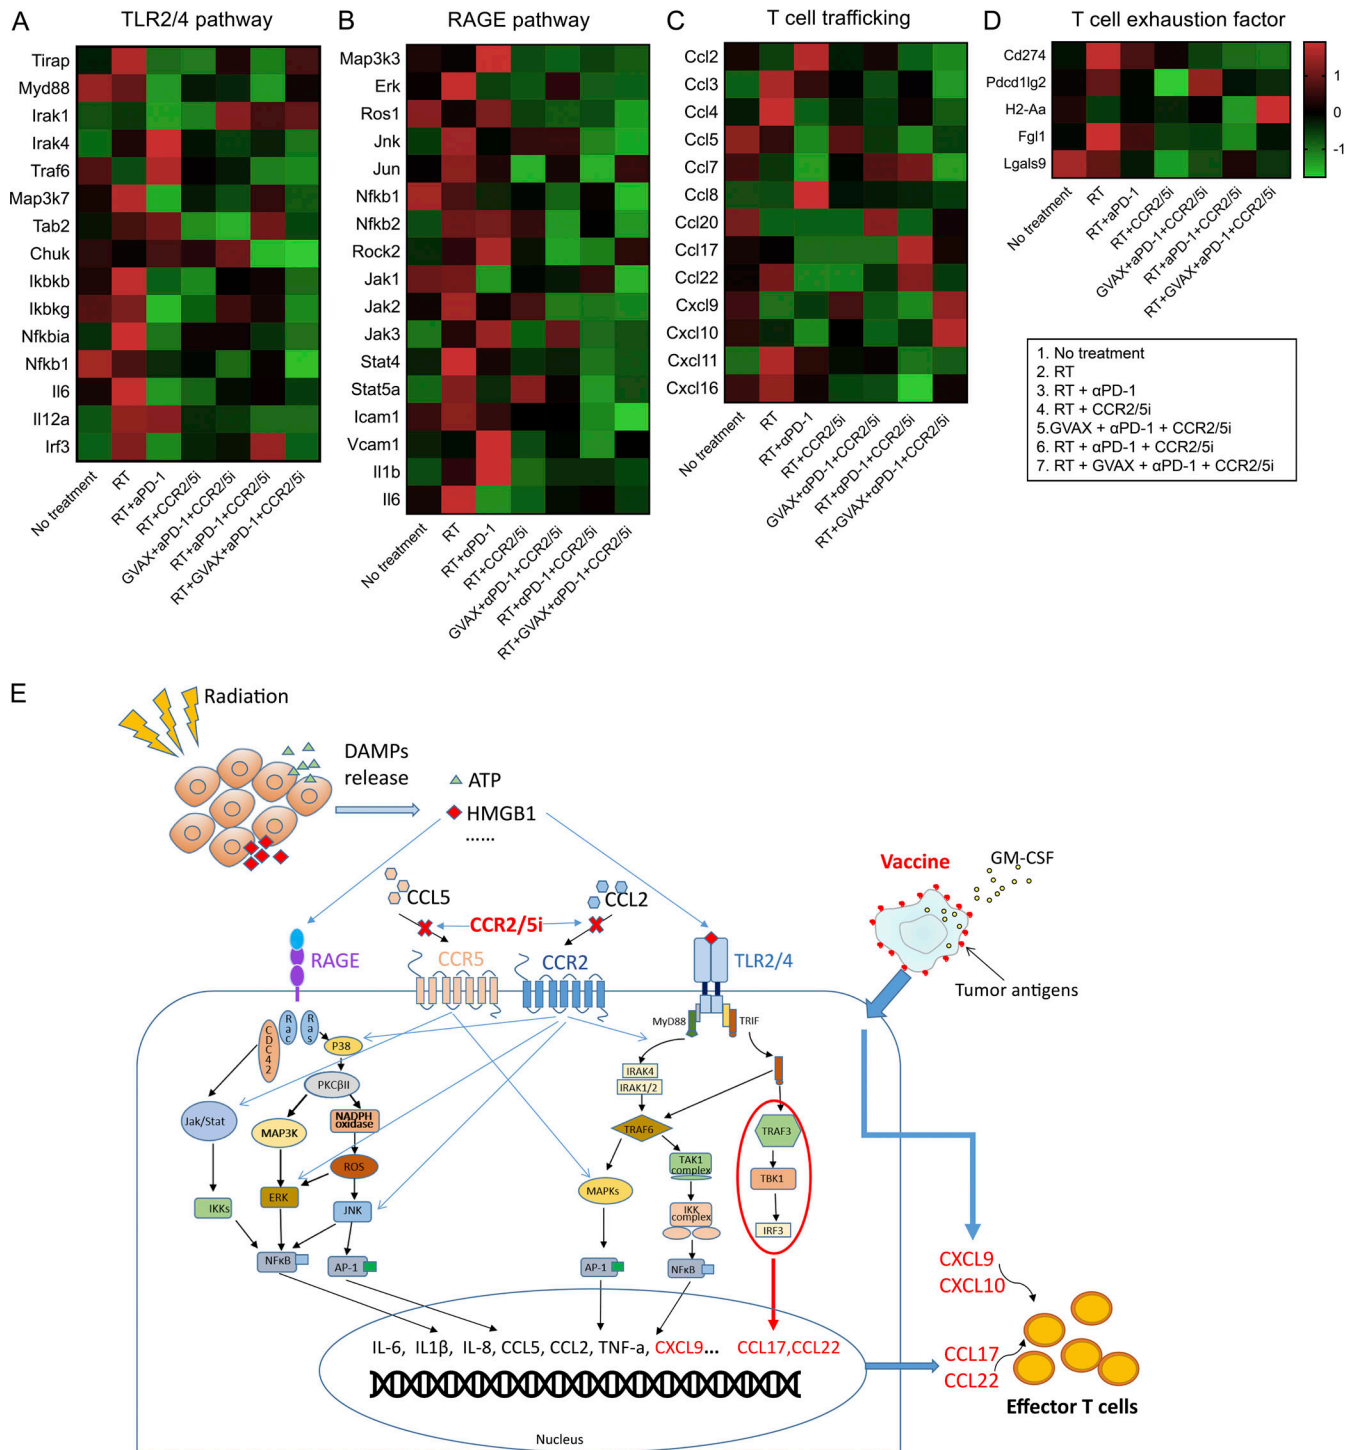 A
TLR2/4 pathway
Tirap
Myd88
Irak1
Irak4
Traf6
Map3k7
Tab2
Chuk
Ikbkb
Ikbkg
Nfkbia
Nfkb1
Il6
Il12a
Irf3
No treatment
RT
RT+aPD-1
RT+CCR2/5i
GVAX+aPD-1+CCR2/5i
RT+aPD-1+CCR2/5i
RT+GVAX+aPD-1+CCR2/5i
B
RAGE pathway
Map3k3
Erk
Ros1
Jnk
Jun
Nfkb1
Nfkb2
Rock2
Jak1
Jak2
Jak3
Stat4
Stat5a
Icam1
Vcam1
Il1b
Il6
No treatment
RT
RT+αPD-1
RT+CCR2/5i
GVAX+αPD-1+CCR2/5i
RT+αPD-1+CCR2/5i
RT+GVAX+αPD-1+CCR2/5i
C
T cell trafficking
Ccl2
Ccl3
Ccl4
Ccl5
Ccl7
Ccl8
Ccl20
Ccl17
Ccl22
Cxcl9
Cxcl10
Cxcl11
Cxcl16
No treatment
RT
RT+aPD-1
RT+CCR2/5i
GVAX+aPD-1+CCR2/5i
RT+aPD-1+CCR2/5i
RT+GVAX+aPD-1+CCR2/5i
D
T cell exhaustion factor
Cd274
Pdcd1lg2
H2-Aa
Fgl1
Lgals9
1
0
-1
No treatment
RT
RT+aPD-1
RT+CCR2/5i
GVAX+aPD-1+CCR2/5i
RT+aPD-1+CCR2/5i
RT+GVAX+aPD-1+CCR2/5i
1. No treatment
2. RT
3. RT + αPD-1
4. RT + CCR2/5i
5.GVAX + αPD-1 + CCR2/5i
6. RT + αPD-1 + CCR2/5i
7. RT + GVAX + αPD-1 + CCR2/5i
E
Radiation
DAMPs
release
ATP
HMGB1
......
CCL5
CCL2
CCR2/5i
RAGE
CCR5
CCR2
TLR2/4
Vaccine
GM-CSF
Tumor antigens
CDC42
Rac
Ras
P38
PKCβII
Jak/Stat
MAP3K
NADPH
oxidase
ROS
ERK
JNK
IKKs
NFκB
AP-1
MyD88
TRIF
IRAK4
IRAK1/2
TRAF6
TRAF3
TAK1
complex
TBK1
MAPKs
IKK
complex
IRF3
AP-1
NFκB
IL-6, IL1β, IL-8, CCL5, CCL2, TNF-a, CXCL9... CCL17,CCL22
Nucleus
CXCL9
CXCL10
CCL17
CCL22
Effector T cells